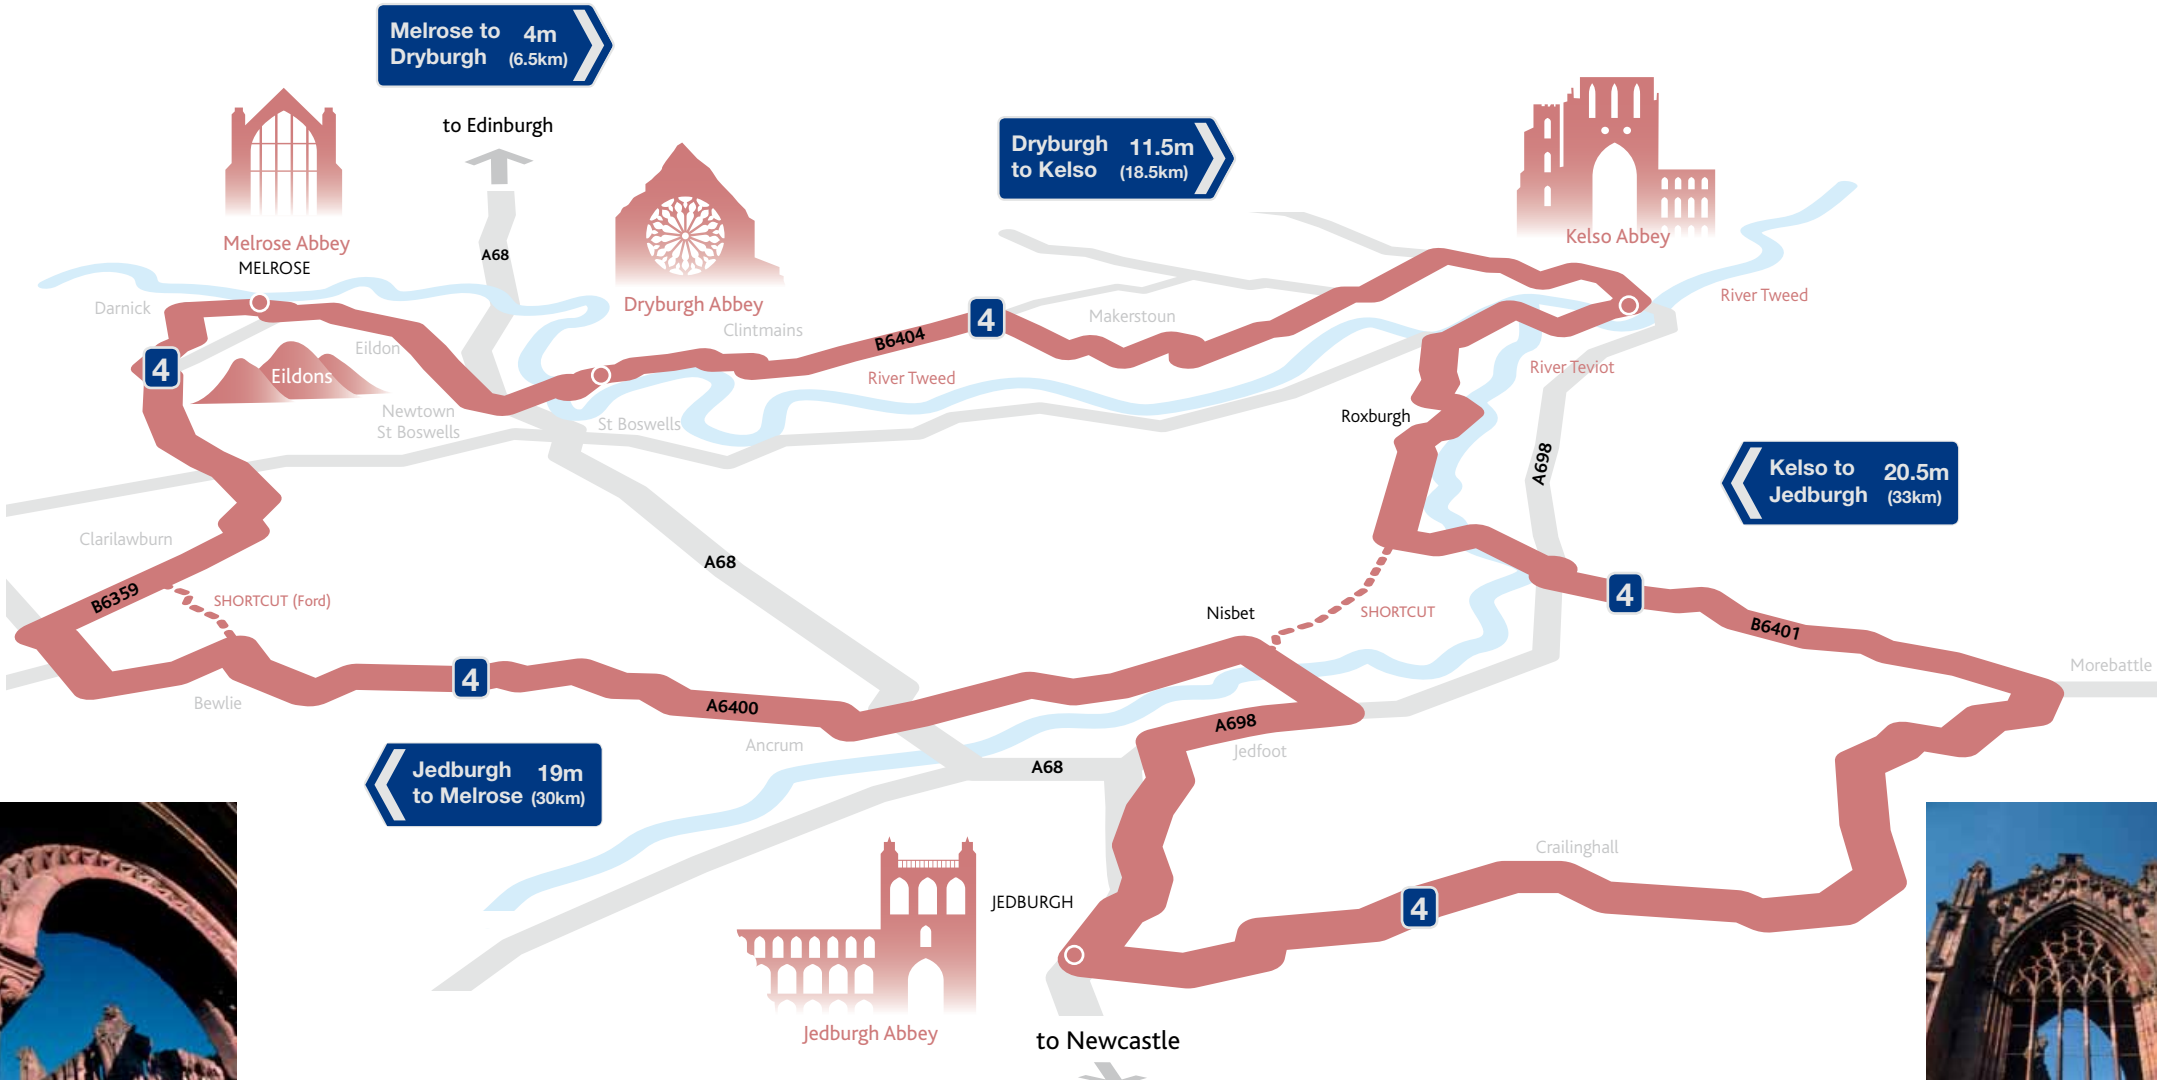 Melrose to 4m
Dryburgh (6.5km)
to Edinburgh
Dryburgh 11.5m
to Kelso (18.5km)
Melrose Abbey
MELROSE
A68
Kelso Abbey
Dryburgh Abbey
River Tweed
Darnick
Clintmains
4
Makerstoun
B6404
Eildon
4
Eildons
River Tweed
River Teviot
Newtown
St Boswells
St Boswells
Roxburgh
A698
Kelso to 20.5m
Jedburgh (33km)
Clarilawburn
A68
B6359
SHORTCUT (Ford)
Nisbet
SHORTCUT
4
B6401
Morebattle
4
Bewlie
A6400
A698
Ancrum
Jedfoot
A68
Jedburgh 19m
to Melrose (30km)
Crailinghall
JEDBURGH
4
Jedburgh Abbey
to Newcastle